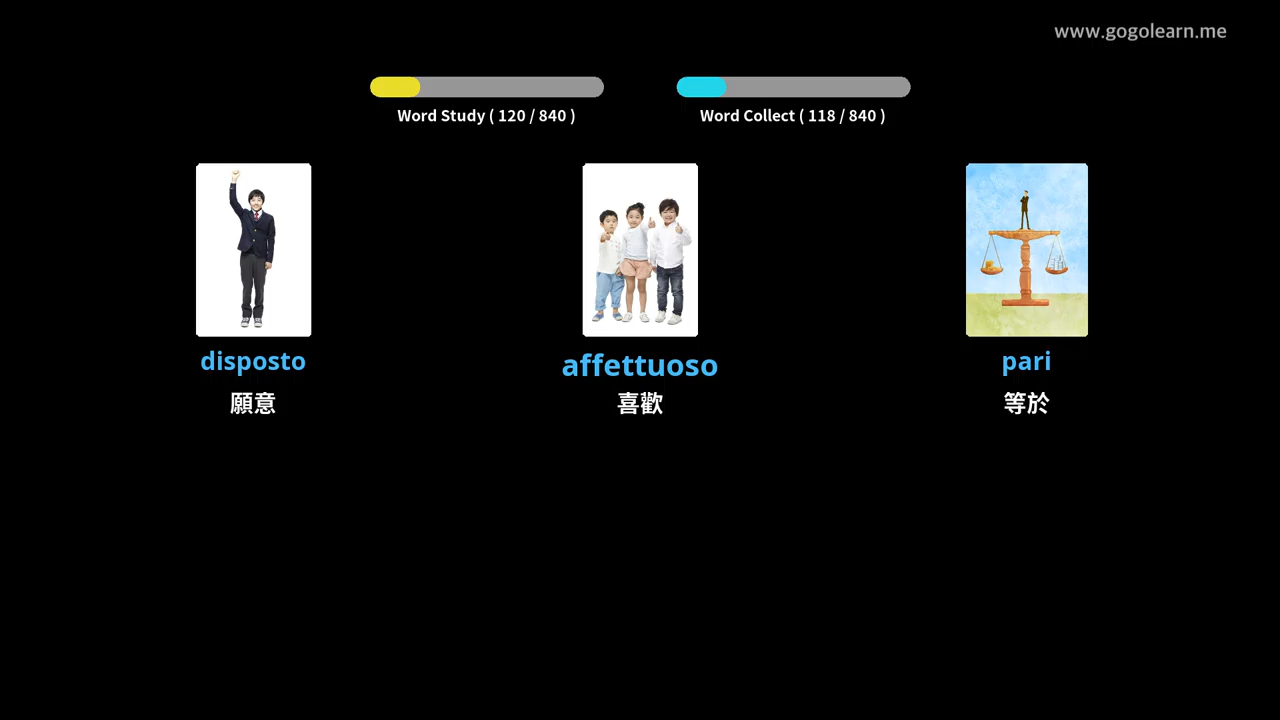 www.gogolearn.me
Word Study ( 120 / 840 )
Word Collect ( 118 / 840 )
disposto
願意
affettuoso
喜歡
pari
等於